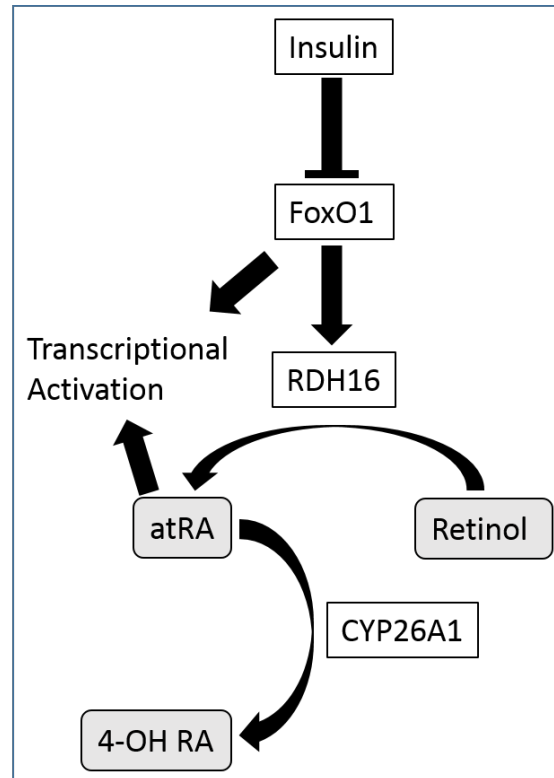 Insulin
FoxO1
Transcriptional
Activation
RDH16
atRA
Retinol
CYP26A1
4-OH RA